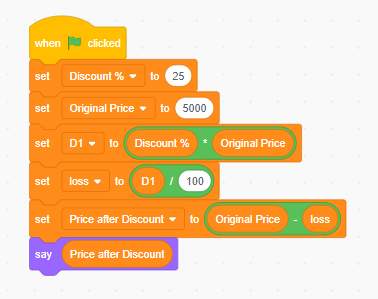 when clicked
set Discount % to 25
set Original Price to 5000
set D1 to Discount % * Original Price
set loss to D1 / 100
set Price after Discount to Original Price - loss
say Price after Discount